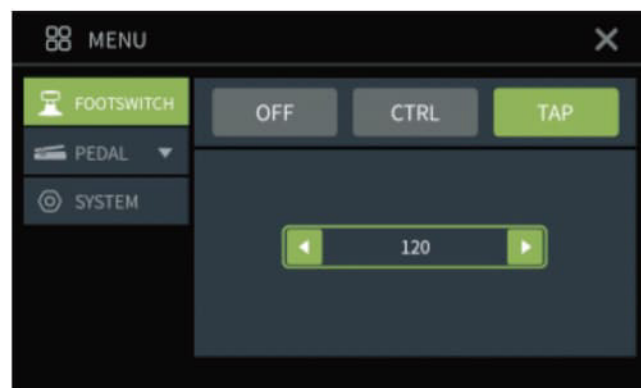 MENU
FOOTSWITCH
OFF CTRL TAP
PEDAL
SYSTEM
120